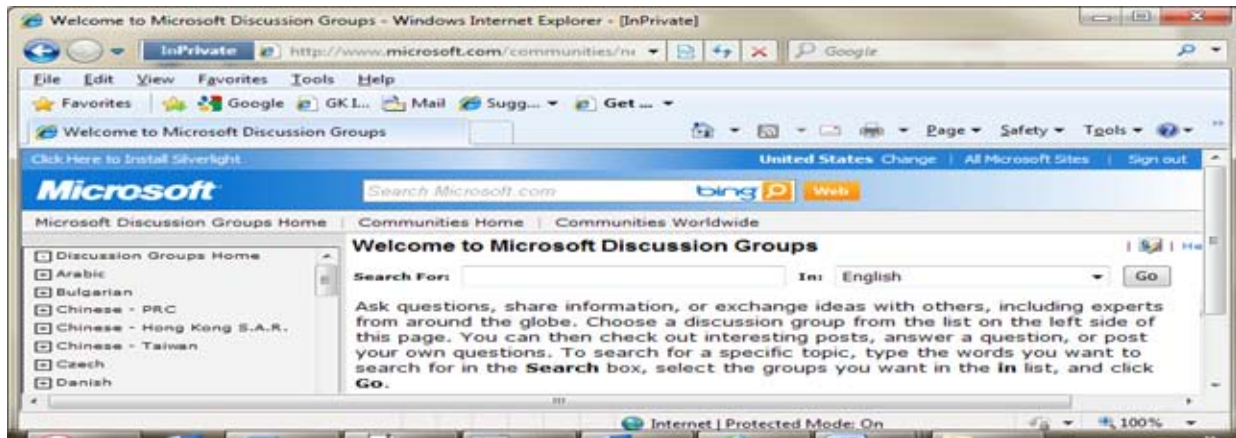 Welcome to Microsoft Discussion Groups - Windows Internet Explorer - [InPrivate]
InPrivate http://www.microsoft.com/communities/ne Google
File Edit View Favorites Tools Help
Favorites Google GK I... Mail Sugg... Get ...
Welcome to Microsoft Discussion Groups Page Safety Tools
Click Here to Install Silverlight United States Change | All Microsoft Sites | Sign out
Microsoft Search Microsoft.com bing Web
Microsoft Discussion Groups Home | Communities Home | Communities Worldwide
Welcome to Microsoft Discussion Groups | | He
Discussion Groups Home
Arabic
Bulgarian
Chinese - PRC
Chinese - Hong Kong S.A.R.
Chinese - Taiwan
Czech
Danish
Search For: In: English Go
Ask questions, share information, or exchange ideas with others, including experts
from around the globe. Choose a discussion group from the list on the left side of
this page. You can then check out interesting posts, answer a question, or post
your own questions. To search for a specific topic, type the words you want to
search for in the Search box, select the groups you want in the In list, and click
Go.
Internet | Protected Mode: On 100%